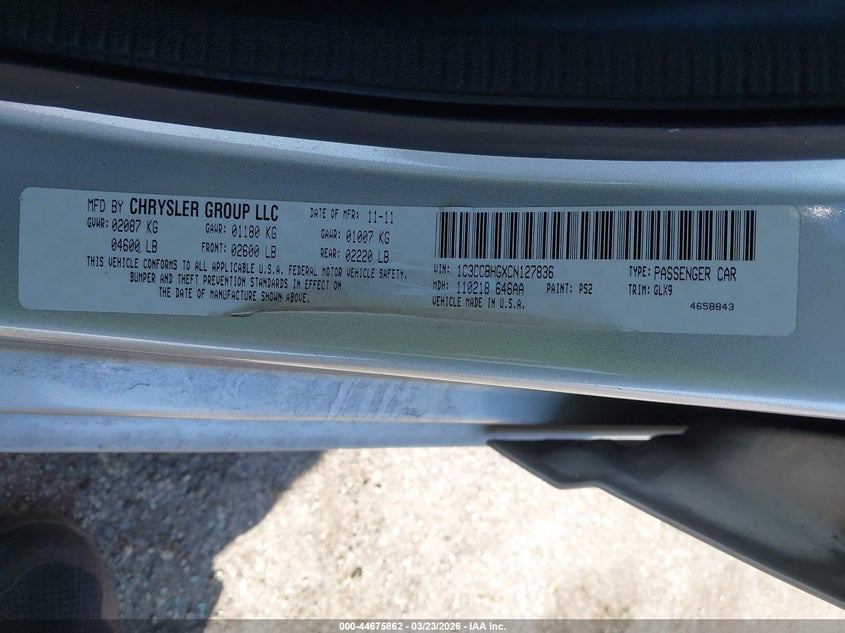 MFD BY CHRYSLER GROUP LLC DATE OF MFR: 11-11
GVWR: 02087 KG GAWR: 01180 KG GAWR: 01007 KG
04600 LB FRONT: 02600 LB REAR: 02220 LB
THIS VEHICLE CONFORMS TO ALL APPLICABLE U.S.A. FEDERAL MOTOR VEHICLE SAFETY,
BUMPER AND THEFT PREVENTION STANDARDS IN EFFECT ON
THE DATE OF MANUFACTURE SHOWN ABOVE.
VIN: 1C3CCBHGXCN127836 TYPE: PASSENGER CAR
MDH: 110218 646AA PAINT: PS2 TRIM: GLX9
VEHICLE MADE IN U.S.A. 4658843
000-44675862 | 03/23/2026 | IAA Inc.